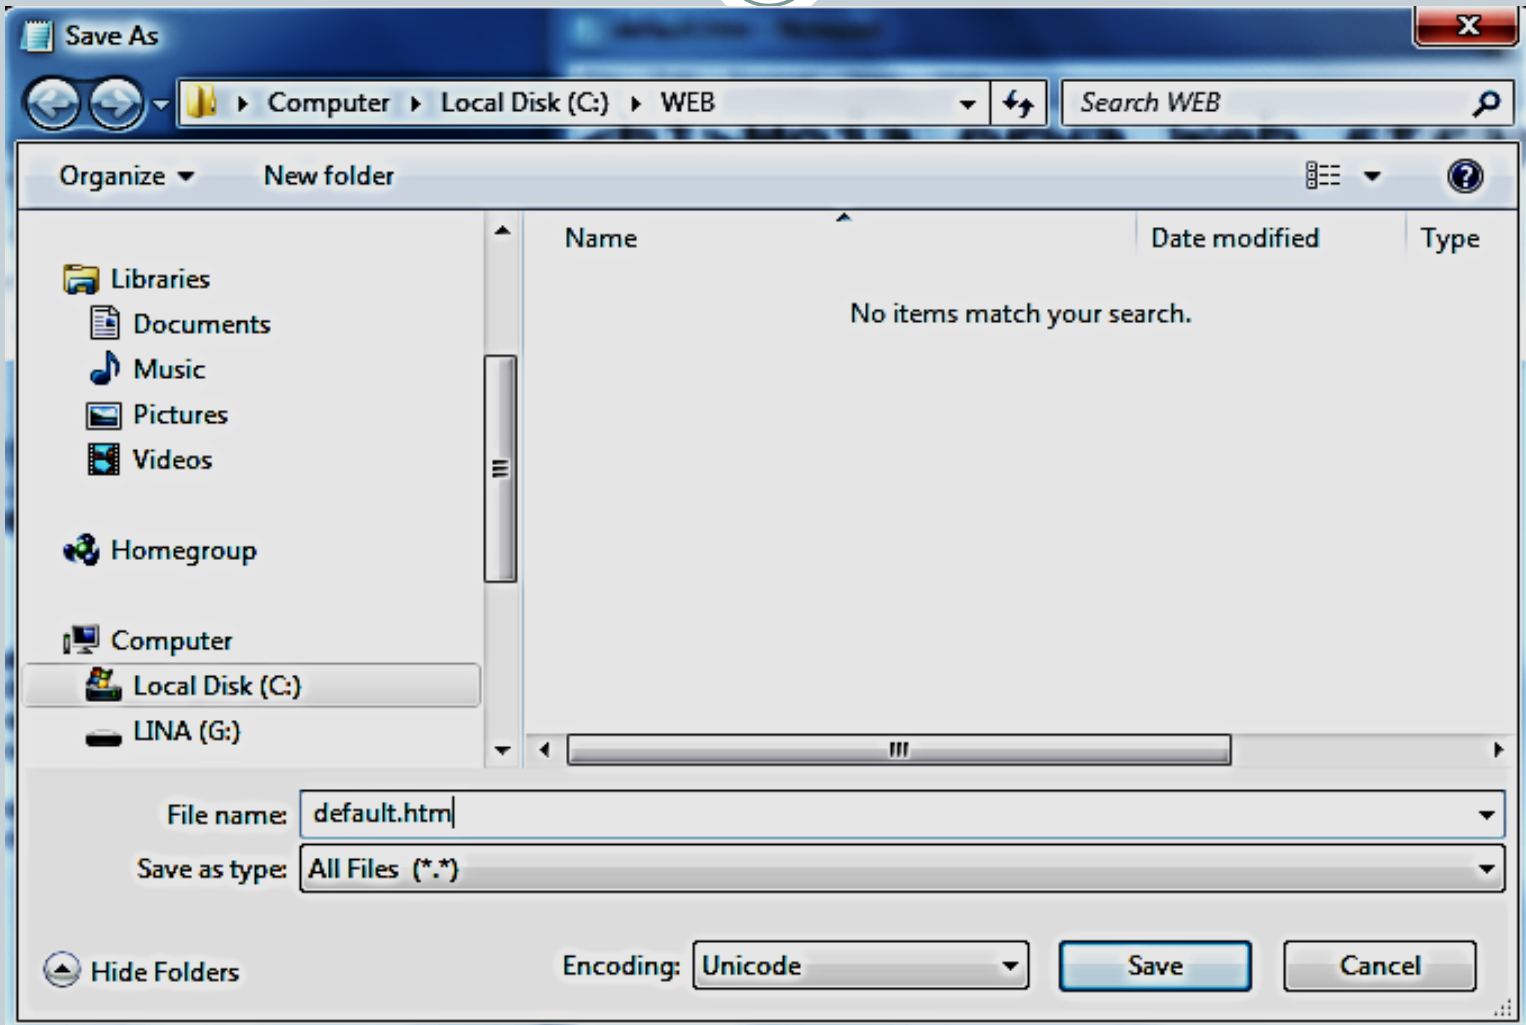 Save As
Computer Local Disk (C:) WEB
Search WEB
Organize New folder
Name Date modified Type
No items match your search.
Libraries
Documents
Music
Pictures
Videos
Homegroup
Computer
Local Disk (C:)
LINA (G:)
File name: default.htm
Save as type: All Files (*.*)
Hide Folders
Encoding: Unicode
Save
Cancel